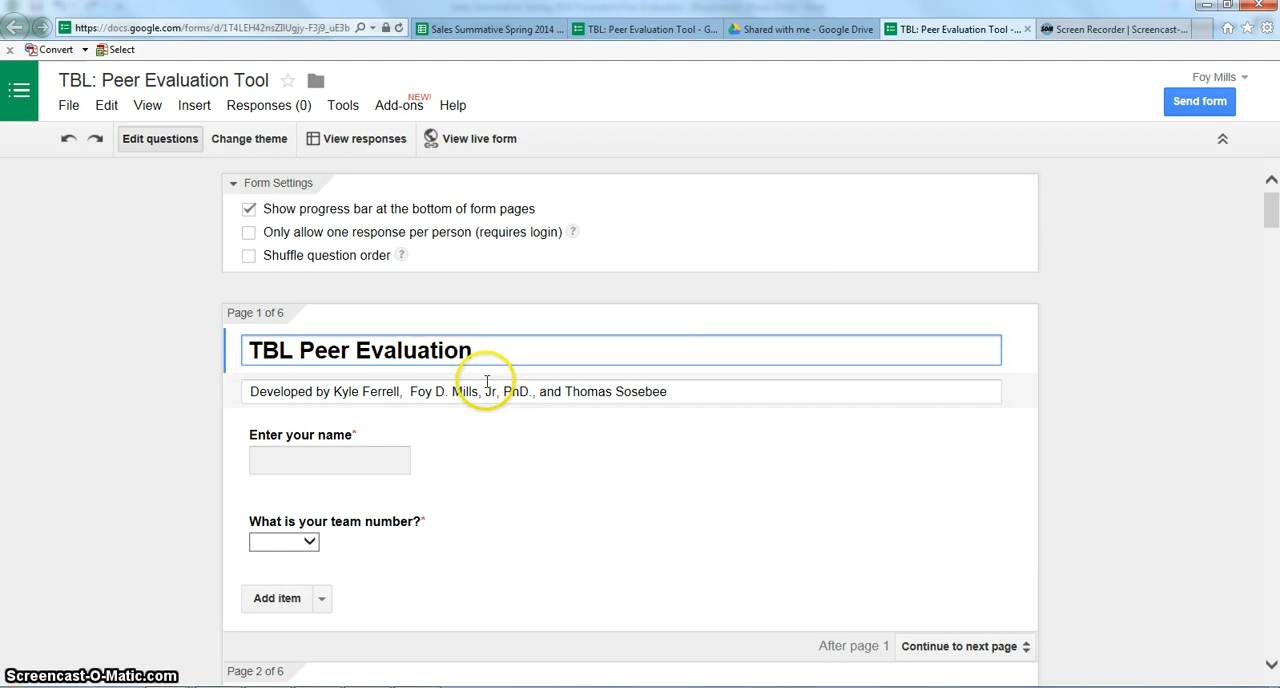 https://docs.google.com/forms/d/1T4LEH42nsZlIUgjy-F3j9_uE3b
Sales Summative Spring 2014 ...
TBL: Peer Evaluation Tool - G...
Shared with me - Google Drive
TBL: Peer Evaluation Tool -...
Screen Recorder | Screencast-...
x Convert Select
TBL: Peer Evaluation Tool
Foy Mills
File Edit View Insert Responses (0) Tools Add-ons NEW! Help
Send form
Edit questions Change theme View responses View live form
Form Settings
Show progress bar at the bottom of form pages
Only allow one response per person (requires login) ?
Shuffle question order ?
Page 1 of 6
TBL Peer Evaluation
Developed by Kyle Ferrell, Foy D. Mills, Jr, PhD., and Thomas Sosebee
Enter your name*
What is your team number?*
Add item
After page 1 Continue to next page
Page 2 of 6
Screencast-O-Matic.com